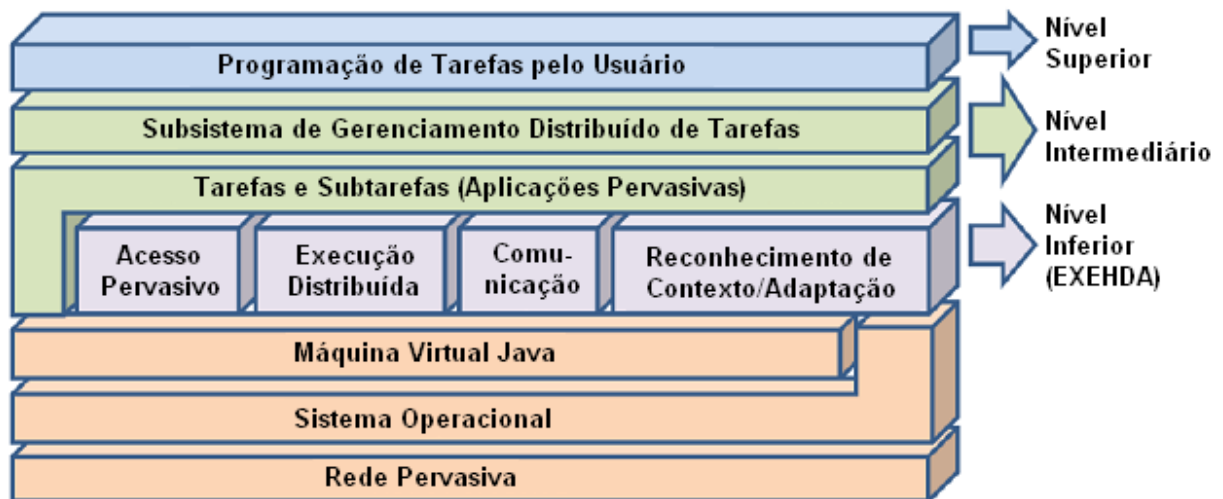 Programação de Tarefas pelo Usuário
Nível
Superior
Subsistema de Gerenciamento Distribuído de Tarefas
Nível
Intermediário
Tarefas e Subtarefas (Aplicações Pervasivas)
Acesso
Pervasivo
Execução
Distribuída
Comu-
nicação
Reconhecimento de
Contexto/Adaptação
Nível
Inferior
(EXEHDA)
Máquina Virtual Java
Sistema Operacional
Rede Pervasiva